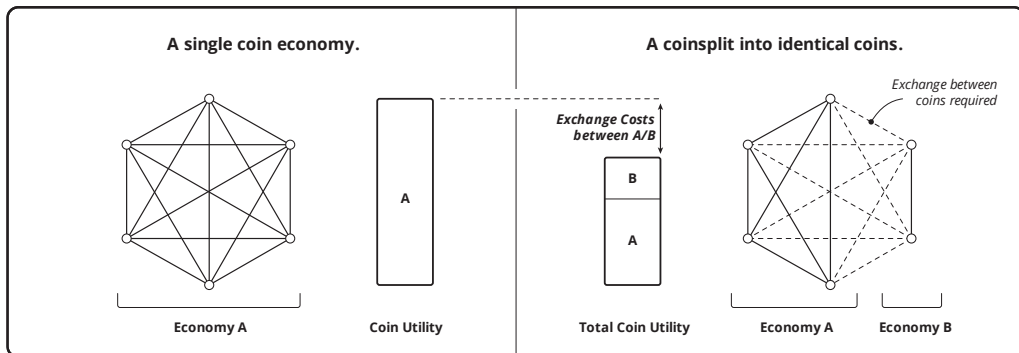 A single coin economy.
A
Economy A
Coin Utility
A coinsplit into identical coins.
Exchange between
coins required
Exchange Costs
between A/B
B
A
Total Coin Utility
Economy A
Economy B